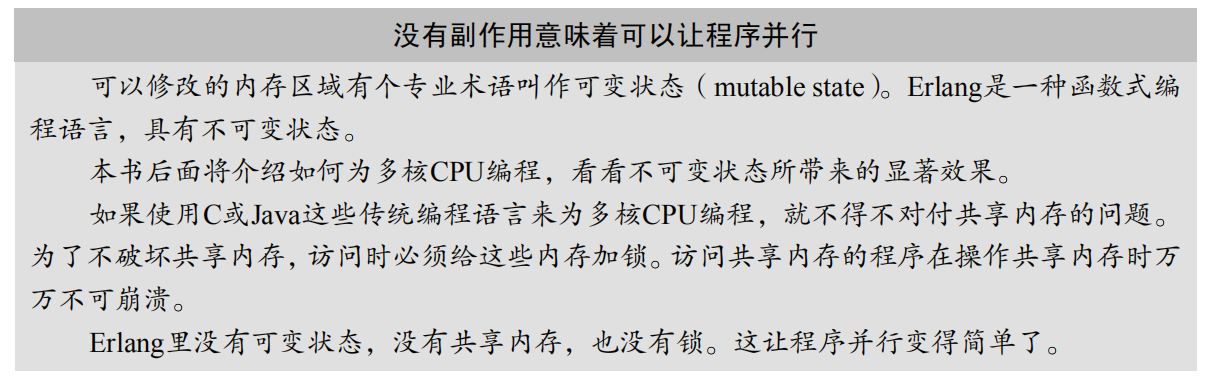 没有副作用意味着可以让程序并行
可以修改的内存区域有个专业术语叫作可变状态（mutable state）。Erlang是一种函数式编
程语言，具有不可变状态。
本书后面将介绍如何为多核CPU编程，看看不可变状态所带来的显著效果。
如果使用C或Java这些传统编程语言来为多核CPU编程，就不得不对付共享内存的问题。
为了不破坏共享内存，访问时必须给这些内存加锁。访问共享内存的程序在操作共享内存时万
万不可崩溃。
Erlang里没有可变状态，没有共享内存，也没有锁。这让程序并行变得简单了。